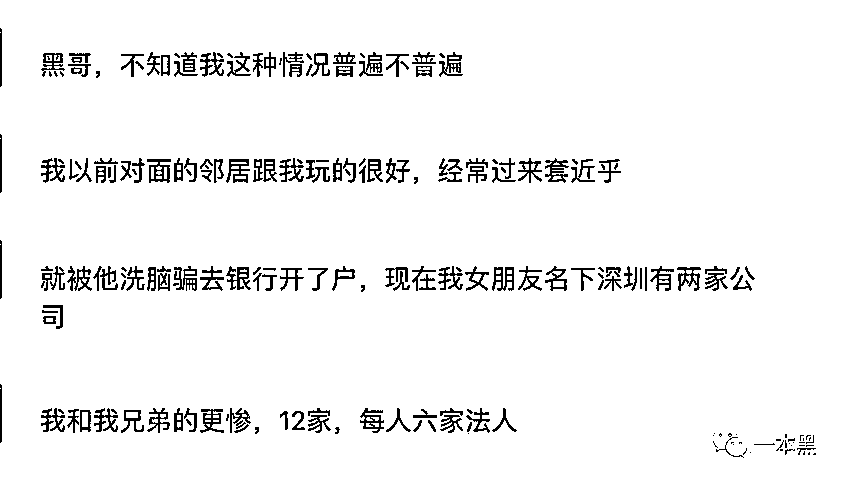 黑哥，不知道我这种情况普遍不普遍
我以前对面的邻居跟我玩的很好，经常过来套近乎
就被他洗脑骗去银行开了户，现在我女朋友名下深圳有两家公
司
我和我兄弟的更惨，12家，每人六家法人
一本黑